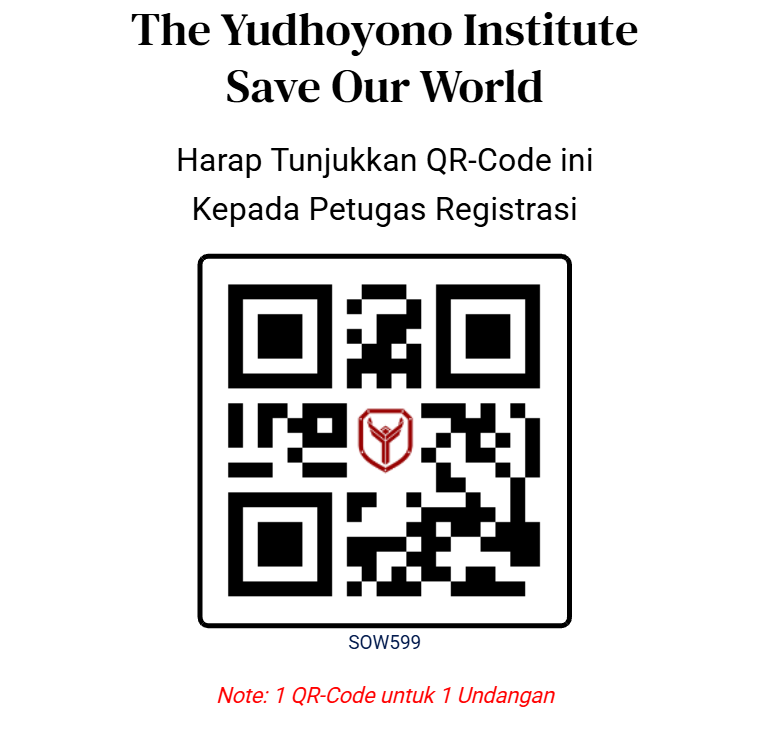 The Yudhoyono Institute
Save Our World
Harap Tunjukkan QR-Code ini
Kepada Petugas Registrasi
SOW599
Note: 1 QR-Code untuk 1 Undangan